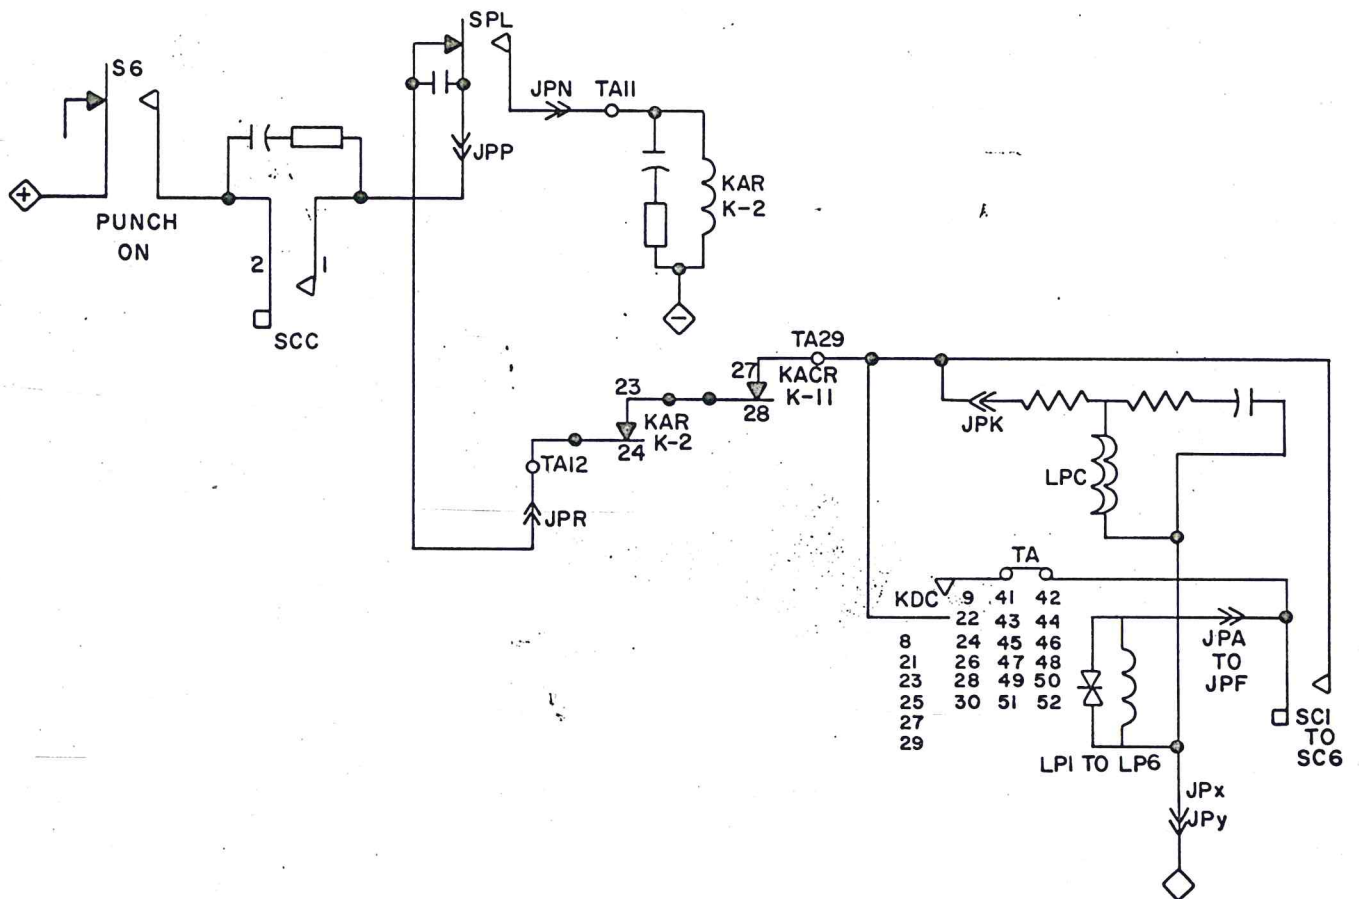 SPL
S6
JPN TA11
JPP
+
KAR
K-2
PUNCH
ON
2 1
SCC
−
TA29
27 KACR
K-11
23
28
KAR
K-2
24
JPK
TA12
LPC
JPR
TA
KDC 9 41 42
22 43 44
8 24 45 46
21 26 47 48
23 28 49 50
25 30 51 52
27
29
JPA
TO
JPF
SC1
TO
SC6
LP1 TO LP6
JPx
JPy